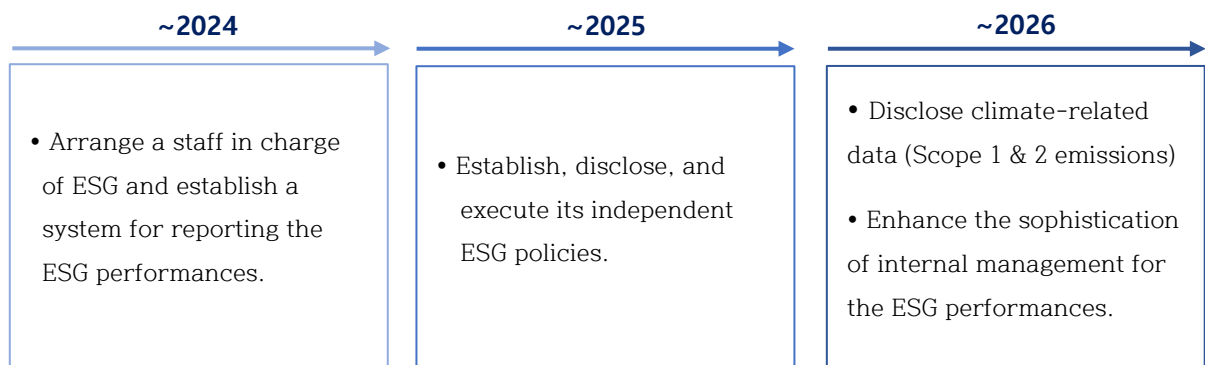 ~2024
• Arrange a staff in charge
of ESG and establish a
system for reporting the
ESG performances.
~2025
• Establish, disclose, and
execute its independent
ESG policies.
~2026
• Disclose climate-related
data (Scope 1 & 2 emissions)
• Enhance the sophistication
of internal management for
the ESG performances.